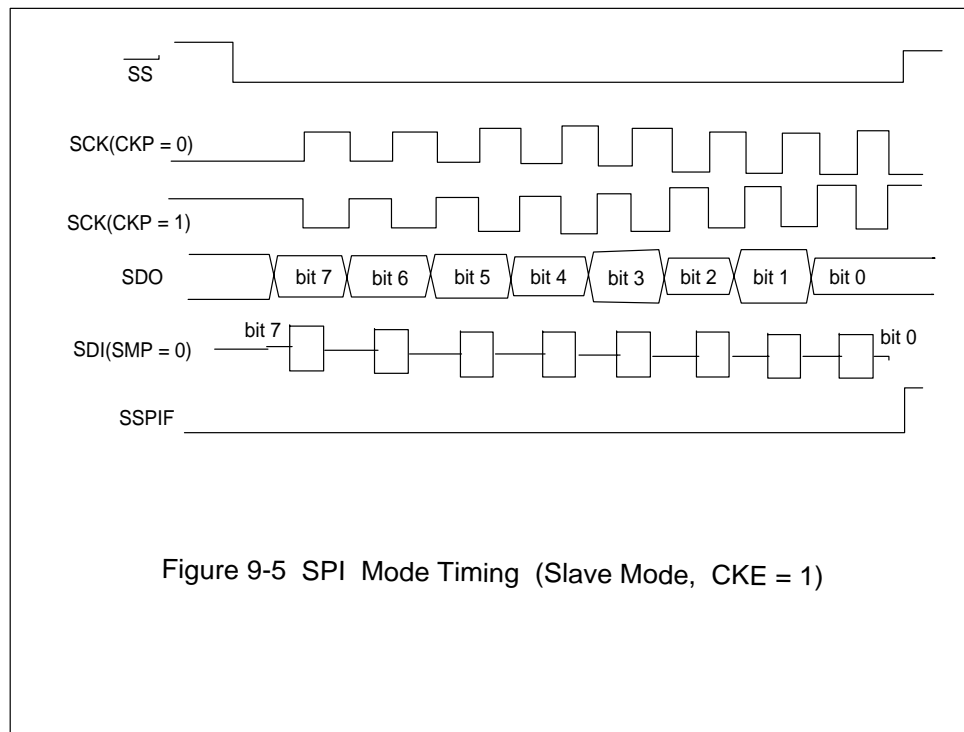 SS
SCK(CKP = 0)
SCK(CKP = 1)
SDO bit 7 bit 6 bit 5 bit 4 bit 3 bit 2 bit 1 bit 0
bit 7 bit 0
SDI(SMP = 0)
SSPIF
Figure 9-5 SPI Mode Timing (Slave Mode, CKE = 1)